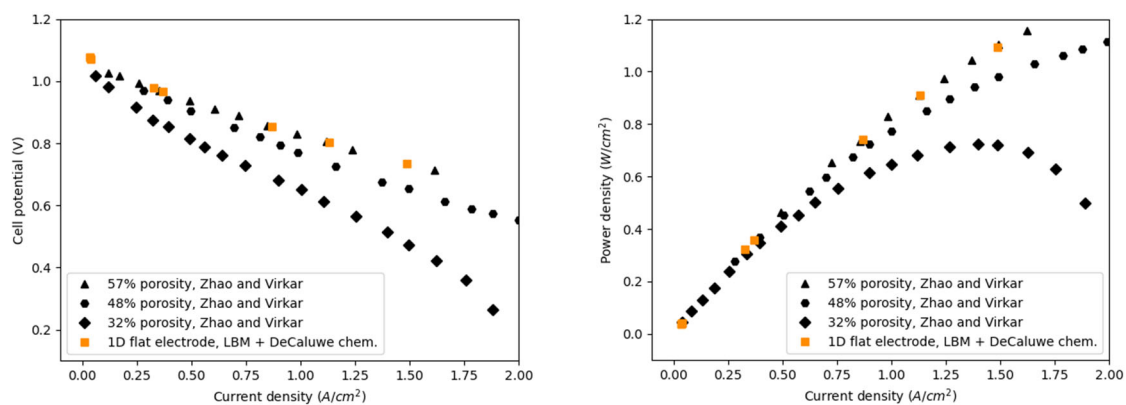 1.2
1.0
0.8
0.6
0.4
0.2
Cell potential (V)
57% porosity, Zhao and Virkar
48% porosity, Zhao and Virkar
32% porosity, Zhao and Virkar
1D flat electrode, LBM + DeCaluwe chem.
0.00 0.25 0.50 0.75 1.00 1.25 1.50 1.75 2.00
Current density (A/cm²)
1.2
1.0
0.8
0.6
0.4
0.2
0.0
Power density (W/cm²)
57% porosity, Zhao and Virkar
48% porosity, Zhao and Virkar
32% porosity, Zhao and Virkar
1D flat electrode, LBM + DeCaluwe chem.
0.00 0.25 0.50 0.75 1.00 1.25 1.50 1.75 2.00
Current density (A/cm²)